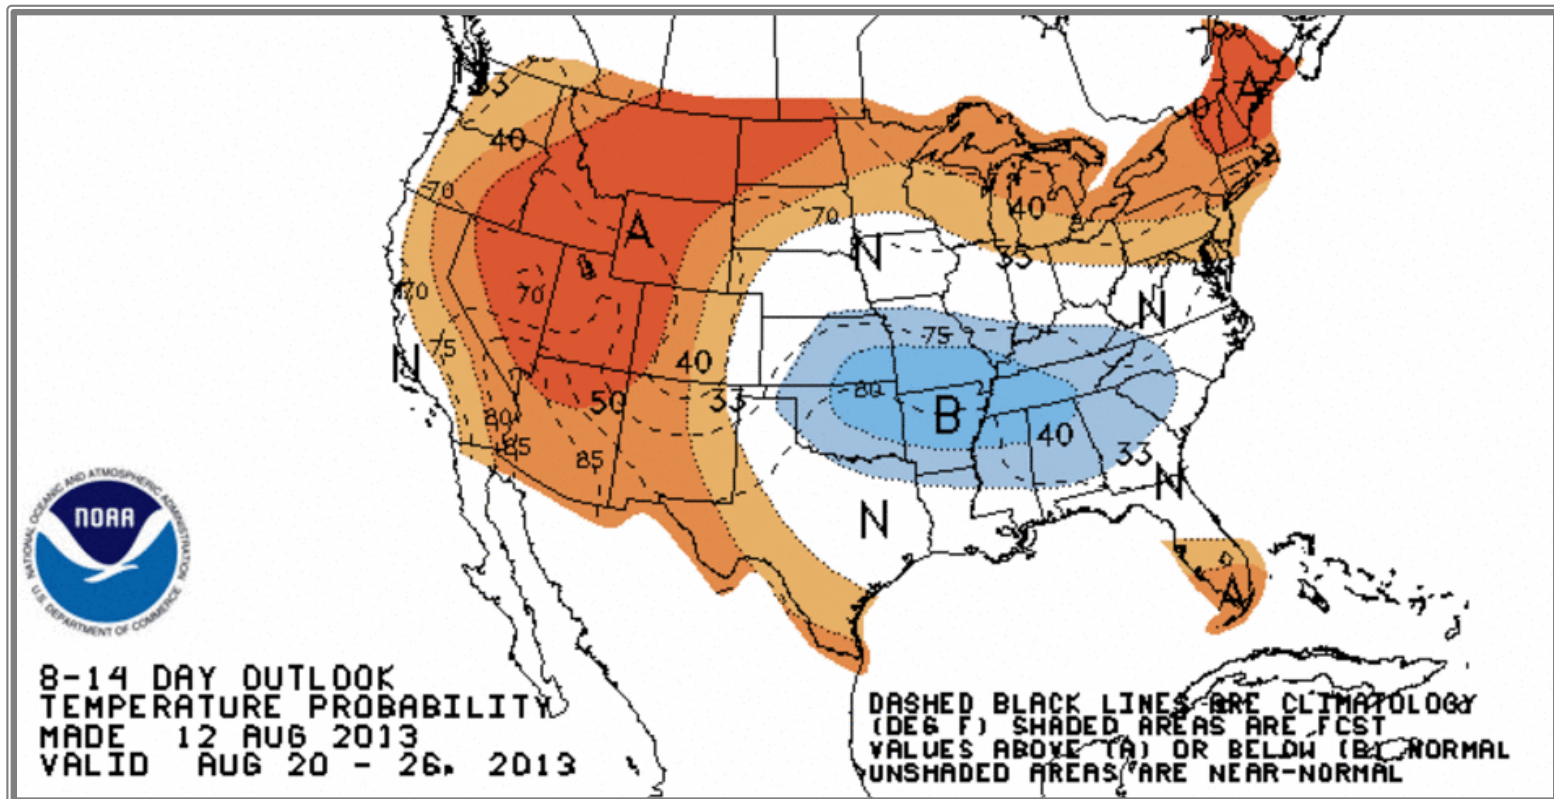 50
A
N
33
0
40
70
40
70
A
N
35
N
70
70
75
N
75
40
80
50
33
B
40
80
33
85
85
N
N
A
NATIONAL OCEANIC AND ATMOSPHERIC ADMINISTRATION
NOAA
U.S. DEPARTMENT OF COMMERCE
8-14 DAY OUTLOOK
TEMPERATURE PROBABILITY
MADE 12 AUG 2013
VALID AUG 20 - 26, 2013
DASHED BLACK LINES ARE CLIMATOLOGY
(DEG F) SHADED AREAS ARE FCST
VALUES ABOVE (A) OR BELOW (B) NORMAL
UNSHADED AREAS ARE NEAR-NORMAL